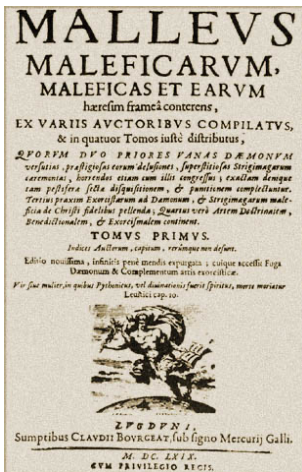 MALLEVS
MALEFICARVM,
MALEFICAS ET EARVM
hæresim frameâ conterens,
EX VARIIS AVCTORIBVS COMPILATVS,
& in quatuor Tomos iustè distributus,
QVORVM DVO PRIORES VANAS DÆMONVM
versutias, præstigiosas eorum delusiones, superstitiosas Strigimagarum
cæremonias, horrendos etiam cum illis congressus; exactam denique
tam pestiferæ sectæ disquisitionem, & punitionem complectuntur.
Tertius praxim Exorcistarum ad Dæmonum, & Strigimagarum male-
ficia de Christi fidelibus pellenda; Quartus verò Artem Doctrinalem,
Benedictionalem, & Exorcismalem continent.
TOMVS PRIMVS.
Indices Auctorum, capitum, rerúmque non desunt.
Editio nouissima, infinitis penè mendis expurgata; cuique accessit Fuga
Dæmonum & Complementum artis exorcisticæ.
Vir siue mulier, in quibus Pythonicus, vel diuinationis fuerit spiritus, morte moriatur
Leuitici cap. 10.
LVGDVNI,
Sumptibus CLAVDII BOVRGEAT, sub signo Mercurij Galli.
M. DC. LXIX.
CVM PRIVILEGIO REGIS.